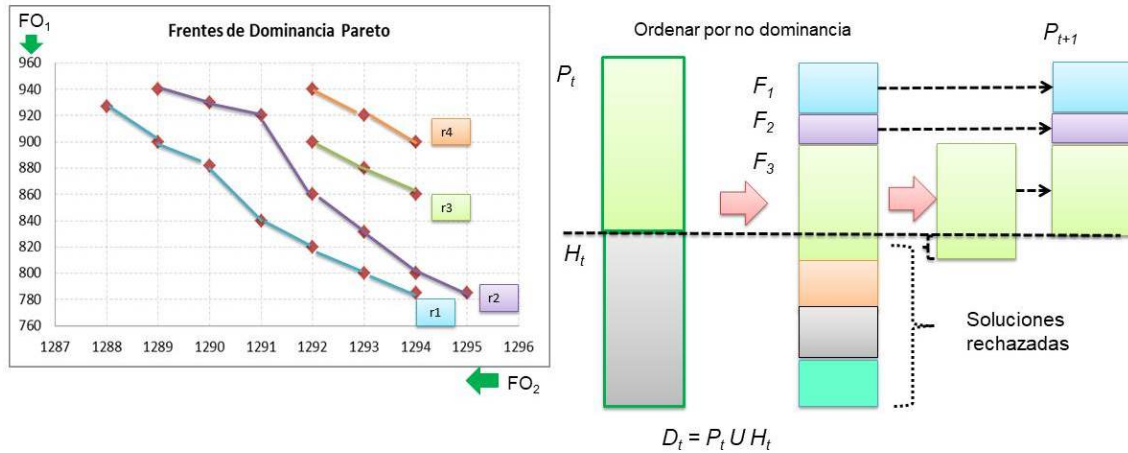 FO1
Frentes de Dominancia Pareto
960
940
920
900
880
860
840
820
800
780
760
r4
r3
r2
r1
1287 1288 1289 1290 1291 1292 1293 1294 1295 1296
FO2
Ordenar por no dominancia
Pt
Pt+1
F1
F2
F3
Ht
Soluciones
rechazadas
Dt = Pt U Ht